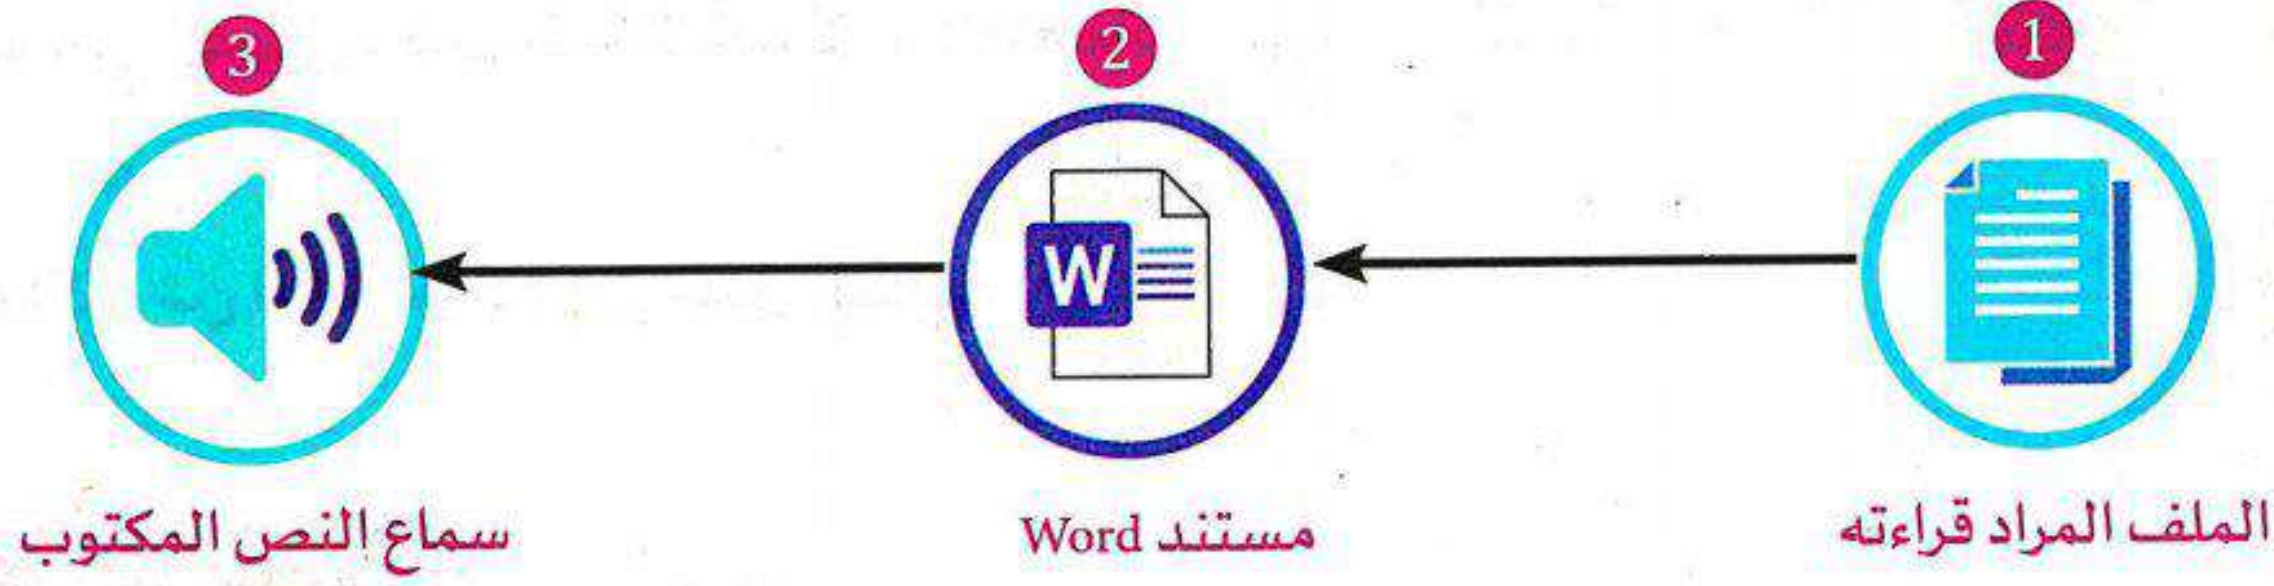 1
الملف المراد قراءته
2
W
مستند Word
3
سماع النص المكتوب